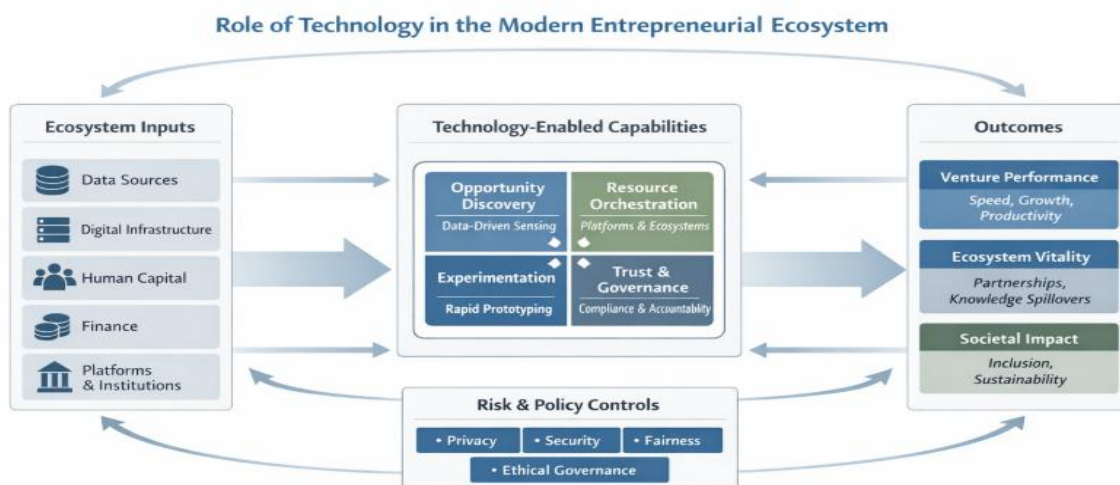 Role of Technology in the Modern Entrepreneurial Ecosystem
Ecosystem Inputs
Data Sources
Digital Infrastructure
Human Capital
Finance
Platforms
& Institutions
Technology-Enabled Capabilities
Opportunity
Discovery
Data-Driven Sensing
Resource
Orchestration
Platforms & Ecosystems
Experimentation
Rapid Prototyping
Trust &
Governance
Compliance & Accountability
Outcomes
Venture Performance
Speed, Growth,
Productivity
Ecosystem Vitality
Partnerships,
Knowledge Spillovers
Societal Impact
Inclusion,
Sustainability
Risk & Policy Controls
• Privacy
• Security
• Fairness
• Ethical Governance